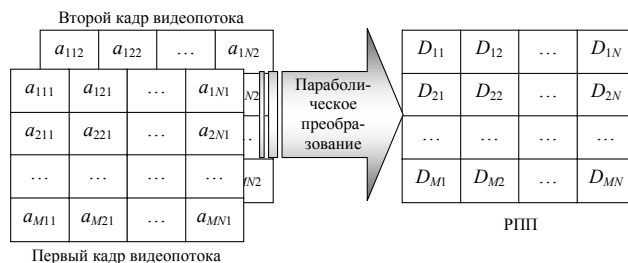 Второй кадр видеопотока
a112 a122 … a1N2
a111 a121 … a1N1
N2
a211 a221 … a2N1
… … … …
…
N2
aM11 aM21 … aMN1
Первый кадр видеопотока
Параболи-
ческое
преобра-
зование
D11 D12 … D1N
D21 D22 … D2N
… … … …
DM1 DM2 … DMN
РПП